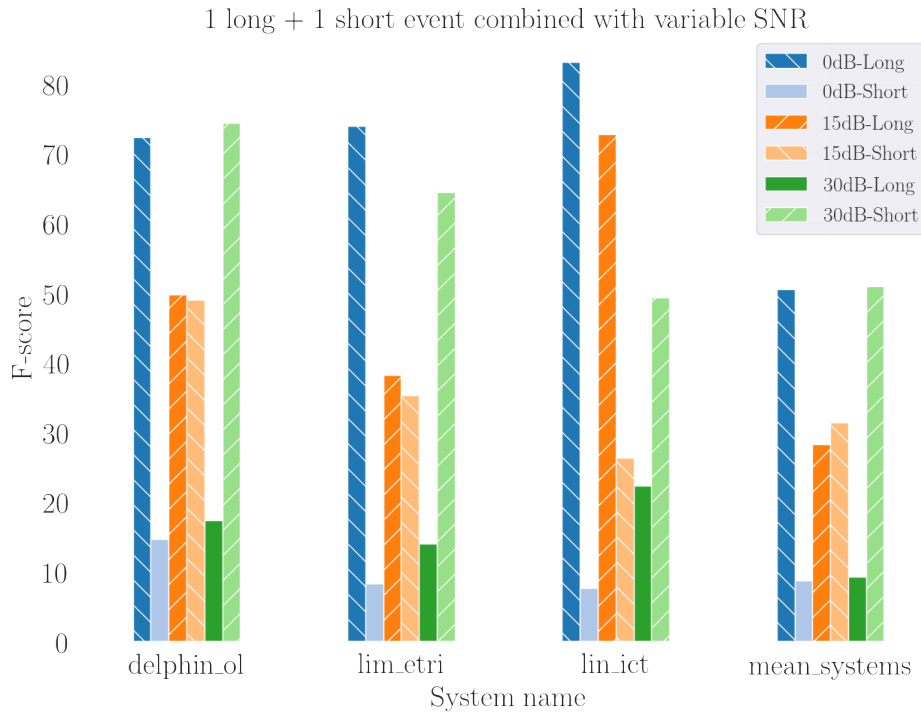 1 long + 1 short event combined with variable SNR
0dB-Long
0dB-Short
15dB-Long
15dB-Short
30dB-Long
30dB-Short
F-score
80
70
60
50
40
30
20
10
0
delphin_ol lim_etri lin_ict mean_systems
System name